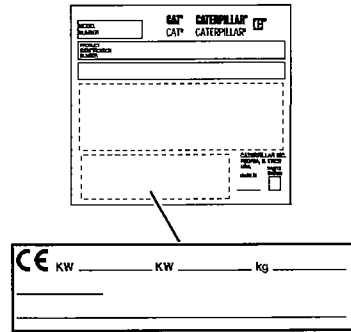 MODEL
NUMBER
CAT® CATERPILLAR®
CAT® CATERPILLAR®
PRODUCT
IDENTIFICATION
NUMBER
CATERPILLAR INC.
CE KW KW kg